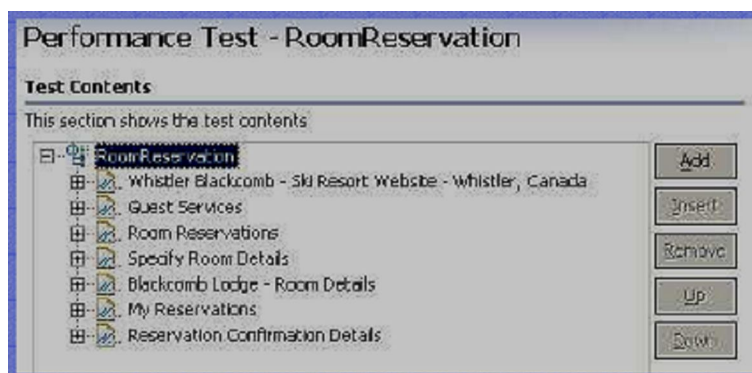 Performance Test - RoomReservation
Test Contents
This section shows the test contents
RoomReservation
Whistler Blackcomb - Ski Resort Website - Whistler, Canada
Guest Services
Room Reservations
Specify Room Details
Blackcomb Lodge - Room Details
My Reservations
Reservation Confirmation Details
Add
Insert
Remove
Up
Down